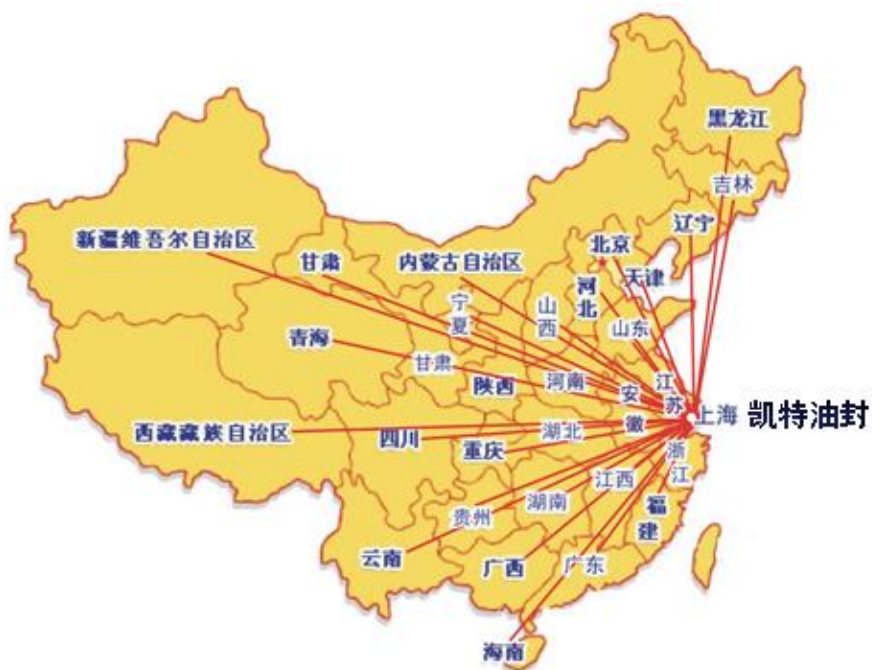 黑龙江
吉林
辽宁
新疆维吾尔自治区
甘肃
内蒙古自治区
北京
天津
河北
宁夏
山西
山东
青海
甘肃
陕西
河南
江苏
安徽
上海 凯特油封
西藏藏族自治区
四川
重庆
湖北
浙江
江西
湖南
贵州
福建
云南
广西
广东
海南